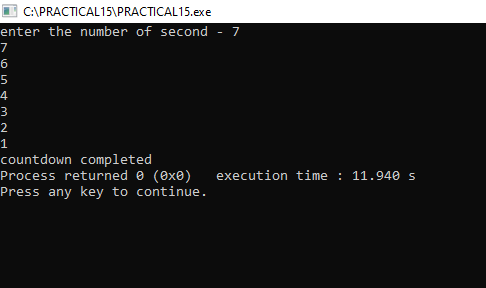 C:\PRACTICAL15\PRACTICAL15.exe
enter the number of second - 7
7
6
5
4
3
2
1
countdown completed
Process returned 0 (0x0)   execution time : 11.940 s
Press any key to continue.